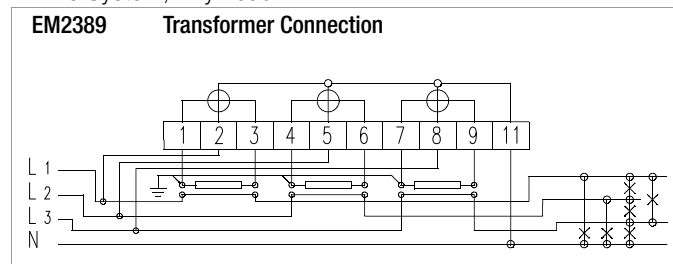 EM2389 Transformer Connection
1 2 3 4 5 6 7 8 9 11
L 1
L 2
L 3
N